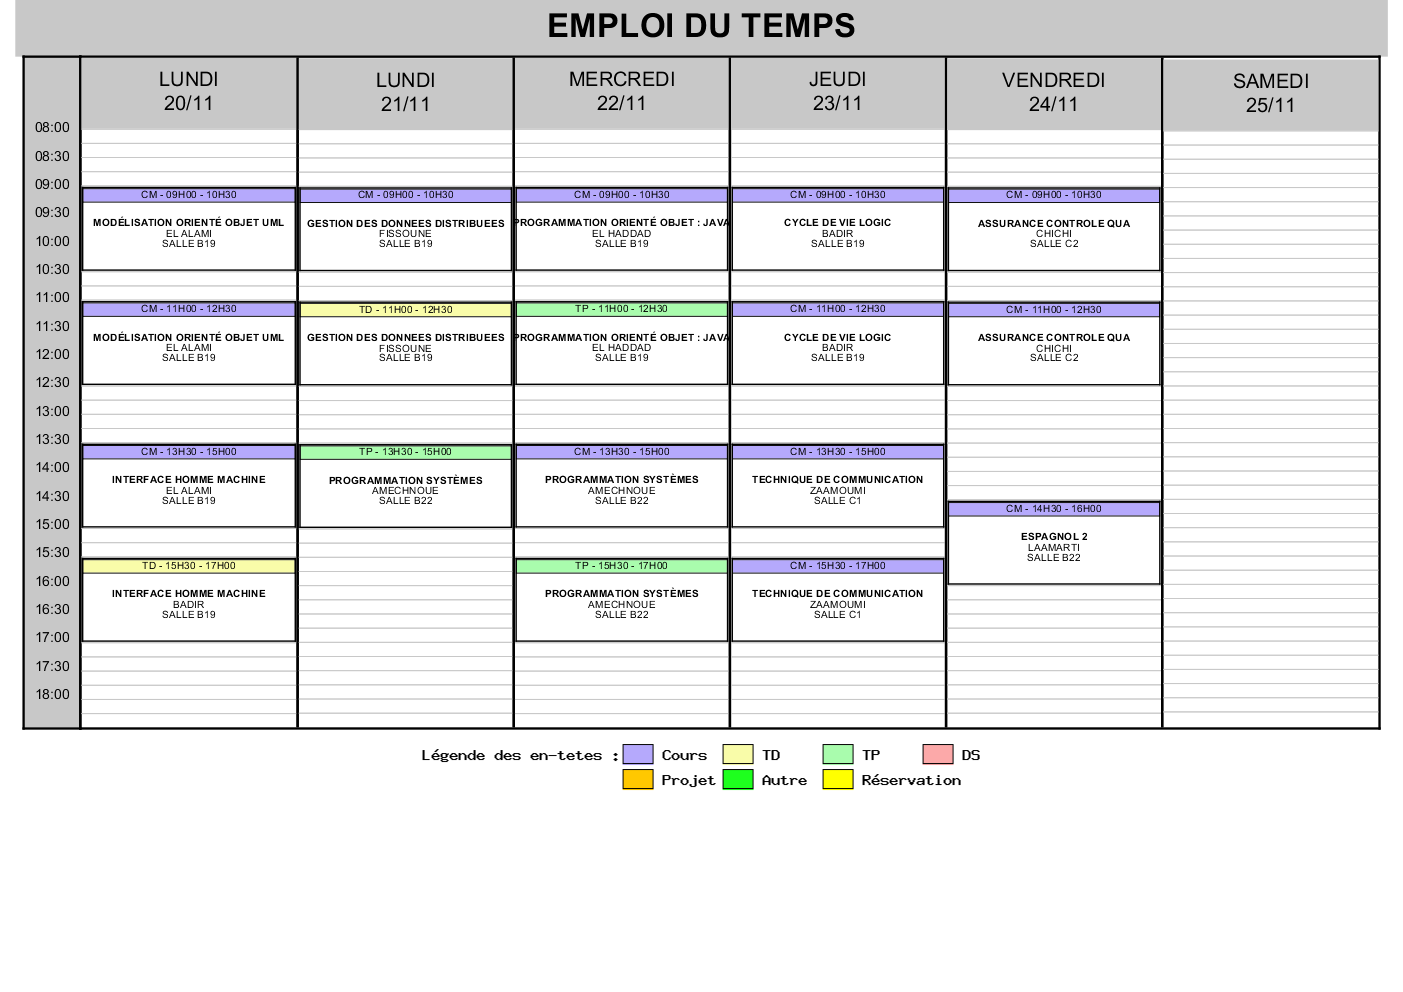 EMPLOI DU TEMPS
LUNDI
20/11
LUNDI
21/11
MERCREDI
22/11
JEUDI
23/11
VENDREDI
24/11
SAMEDI
25/11
08:00
08:30
09:00
09:30
10:00
10:30
11:00
11:30
12:00
12:30
13:00
13:30
14:00
14:30
15:00
15:30
16:00
16:30
17:00
17:30
18:00
CM - 09H00 - 10H30
MODÉLISATION ORIENTÉ OBJET UML
EL ALAMI
SALLE B19
CM - 11H00 - 12H30
MODÉLISATION ORIENTÉ OBJET UML
EL ALAMI
SALLE B19
CM - 13H30 - 15H00
INTERFACE HOMME MACHINE
EL ALAMI
SALLE B19
TD - 15H30 - 17H00
INTERFACE HOMME MACHINE
BADIR
SALLE B19
CM - 09H00 - 10H30
GESTION DES DONNEES DISTRIBUEES
FISSOUNE
SALLE B19
TD - 11H00 - 12H30
GESTION DES DONNEES DISTRIBUEES
FISSOUNE
SALLE B19
TP - 13H30 - 15H00
PROGRAMMATION SYSTÈMES
AMECHNOUE
SALLE B22
CM - 09H00 - 10H30
PROGRAMMATION ORIENTÉ OBJET : JAVA
EL HADDAD
SALLE B19
TP - 11H00 - 12H30
PROGRAMMATION ORIENTÉ OBJET : JAVA
EL HADDAD
SALLE B19
CM - 13H30 - 15H00
PROGRAMMATION SYSTÈMES
AMECHNOUE
SALLE B22
TP - 15H30 - 17H00
PROGRAMMATION SYSTÈMES
AMECHNOUE
SALLE B22
CM - 09H00 - 10H30
CYCLE DE VIE LOGIC
BADIR
SALLE B19
CM - 11H00 - 12H30
CYCLE DE VIE LOGIC
BADIR
SALLE B19
CM - 13H30 - 15H00
TECHNIQUE DE COMMUNICATION
ZAAMOUMI
SALLE C1
CM - 15H30 - 17H00
TECHNIQUE DE COMMUNICATION
ZAAMOUMI
SALLE C1
CM - 09H00 - 10H30
ASSURANCE CONTROLE QUA
CHICHI
SALLE C2
CM - 11H00 - 12H30
ASSURANCE CONTROLE QUA
CHICHI
SALLE C2
CM - 14H30 - 16H00
ESPAGNOL 2
LAAMARTI
SALLE B22
Légende des en-tetes : Cours TD TP DS
Projet Autre Réservation